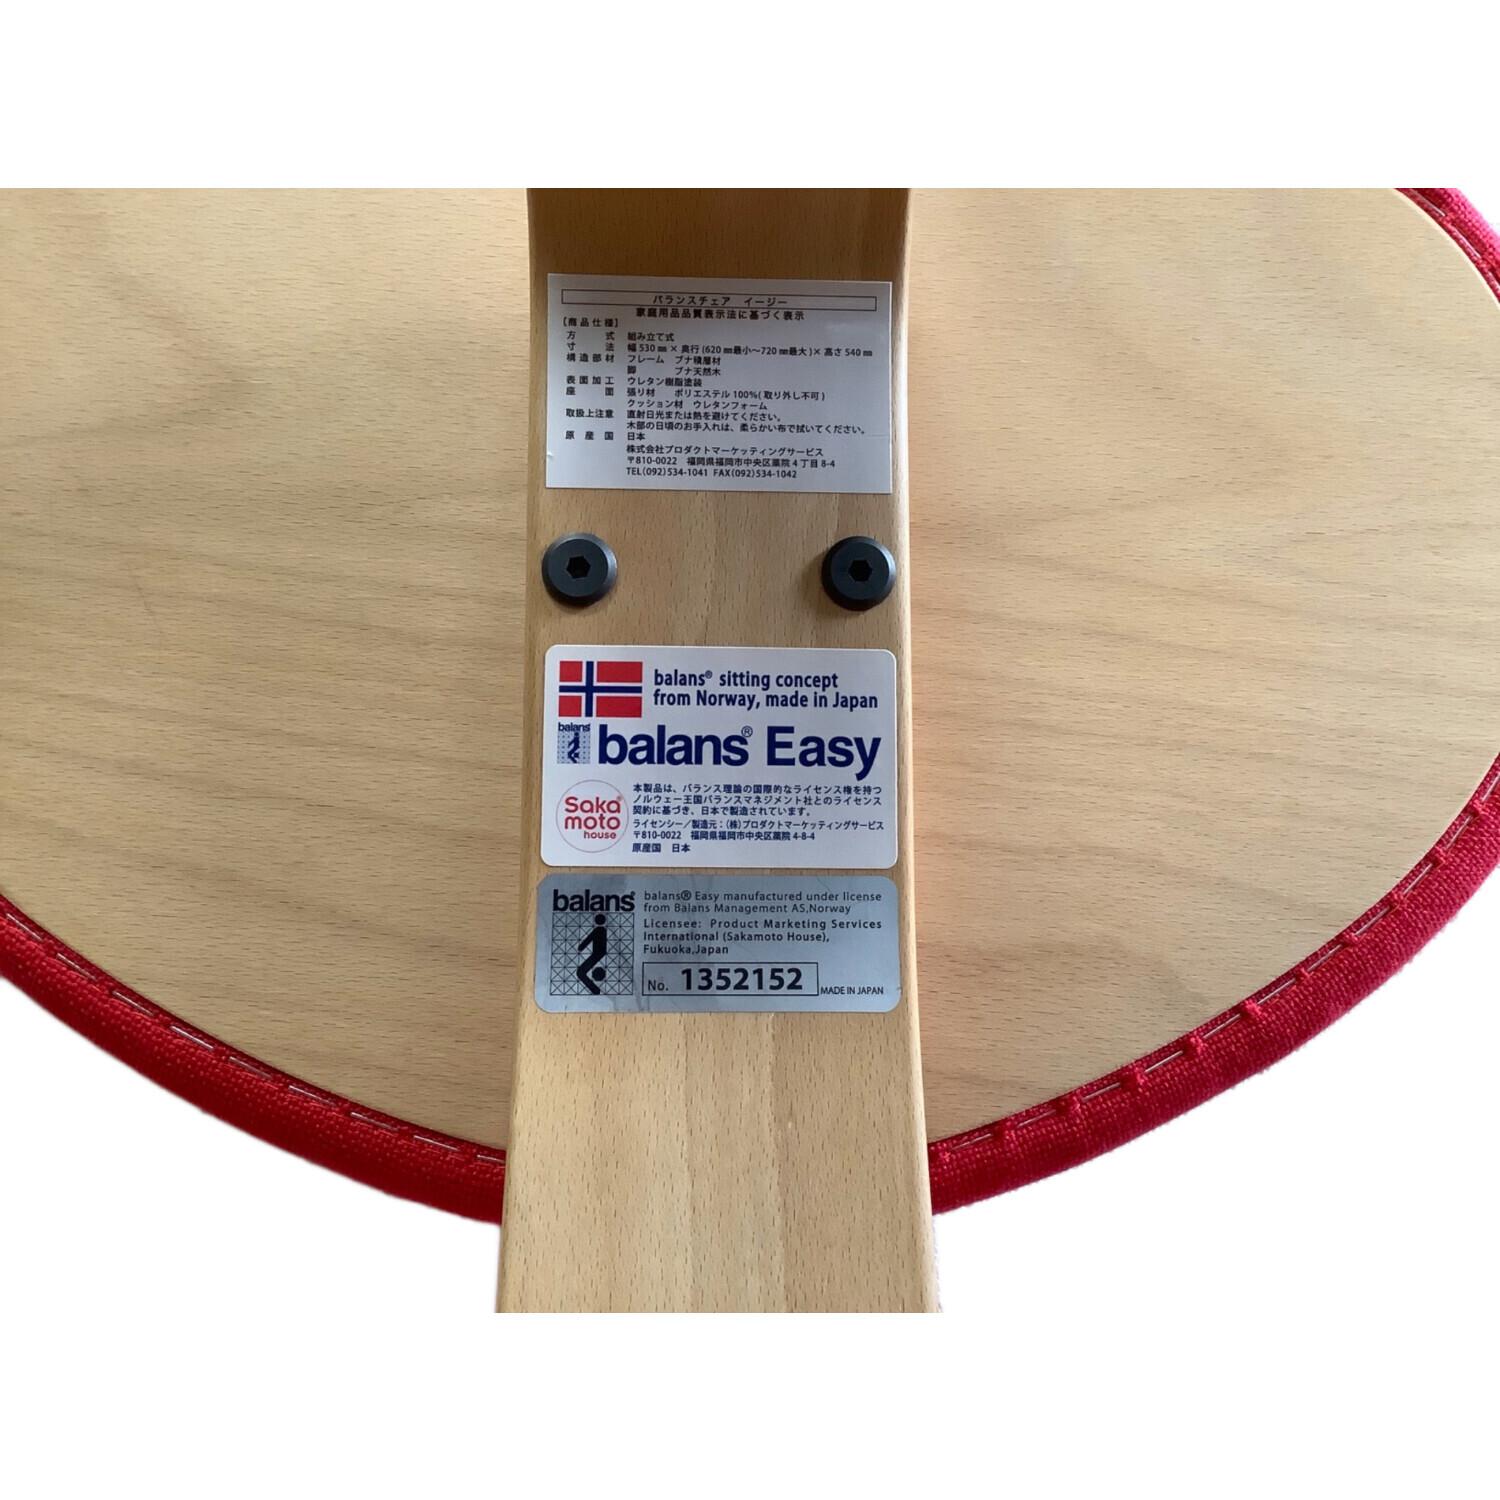 バランスチェア イージー
家庭用品品質表示法に基づく表示
【商品仕様】
方式 組み立て式
寸法 幅 530 ㎜ × 奥行 (620 ㎜最小～720 ㎜最大 )× 高さ 540 ㎜
構造部材 フレーム ブナ積層材
脚 ブナ天然木
表面加工 ウレタン樹脂塗装
座面 張り材 ポリエステル 100%( 取り外し不可 )
クッション材 ウレタンフォーム
取扱上注意 直射日光または熱を避けてください。
木部の日頃のお手入れは、柔らかい布で拭いてください。
原産国 日本
株式会社プロダクトマーケッティングサービス
〒810-0022 福岡県福岡市中央区薬院 4 丁目 8-4
TEL(092)534-1041 FAX(092)534-1042
balans® sitting concept
from Norway, made in Japan
balans
balans® Easy
Saka
moto
house
本製品は、バランス理論の国際的なライセンス権を持つ
ノルウェー王国バランスマネジメント社とのライセンス
契約に基づき、日本で製造されています。
ライセンシー／製造元：(株)プロダクトマーケッティングサービス
〒810-0022 福岡県福岡市中央区薬院 4-8-4
原産国 日本
balans®
balans® Easy manufactured under license
from Balans Management AS,Norway
Licensee: Product Marketing Services
International (Sakamoto House),
Fukuoka,Japan
No. 1352152
MADE IN JAPAN